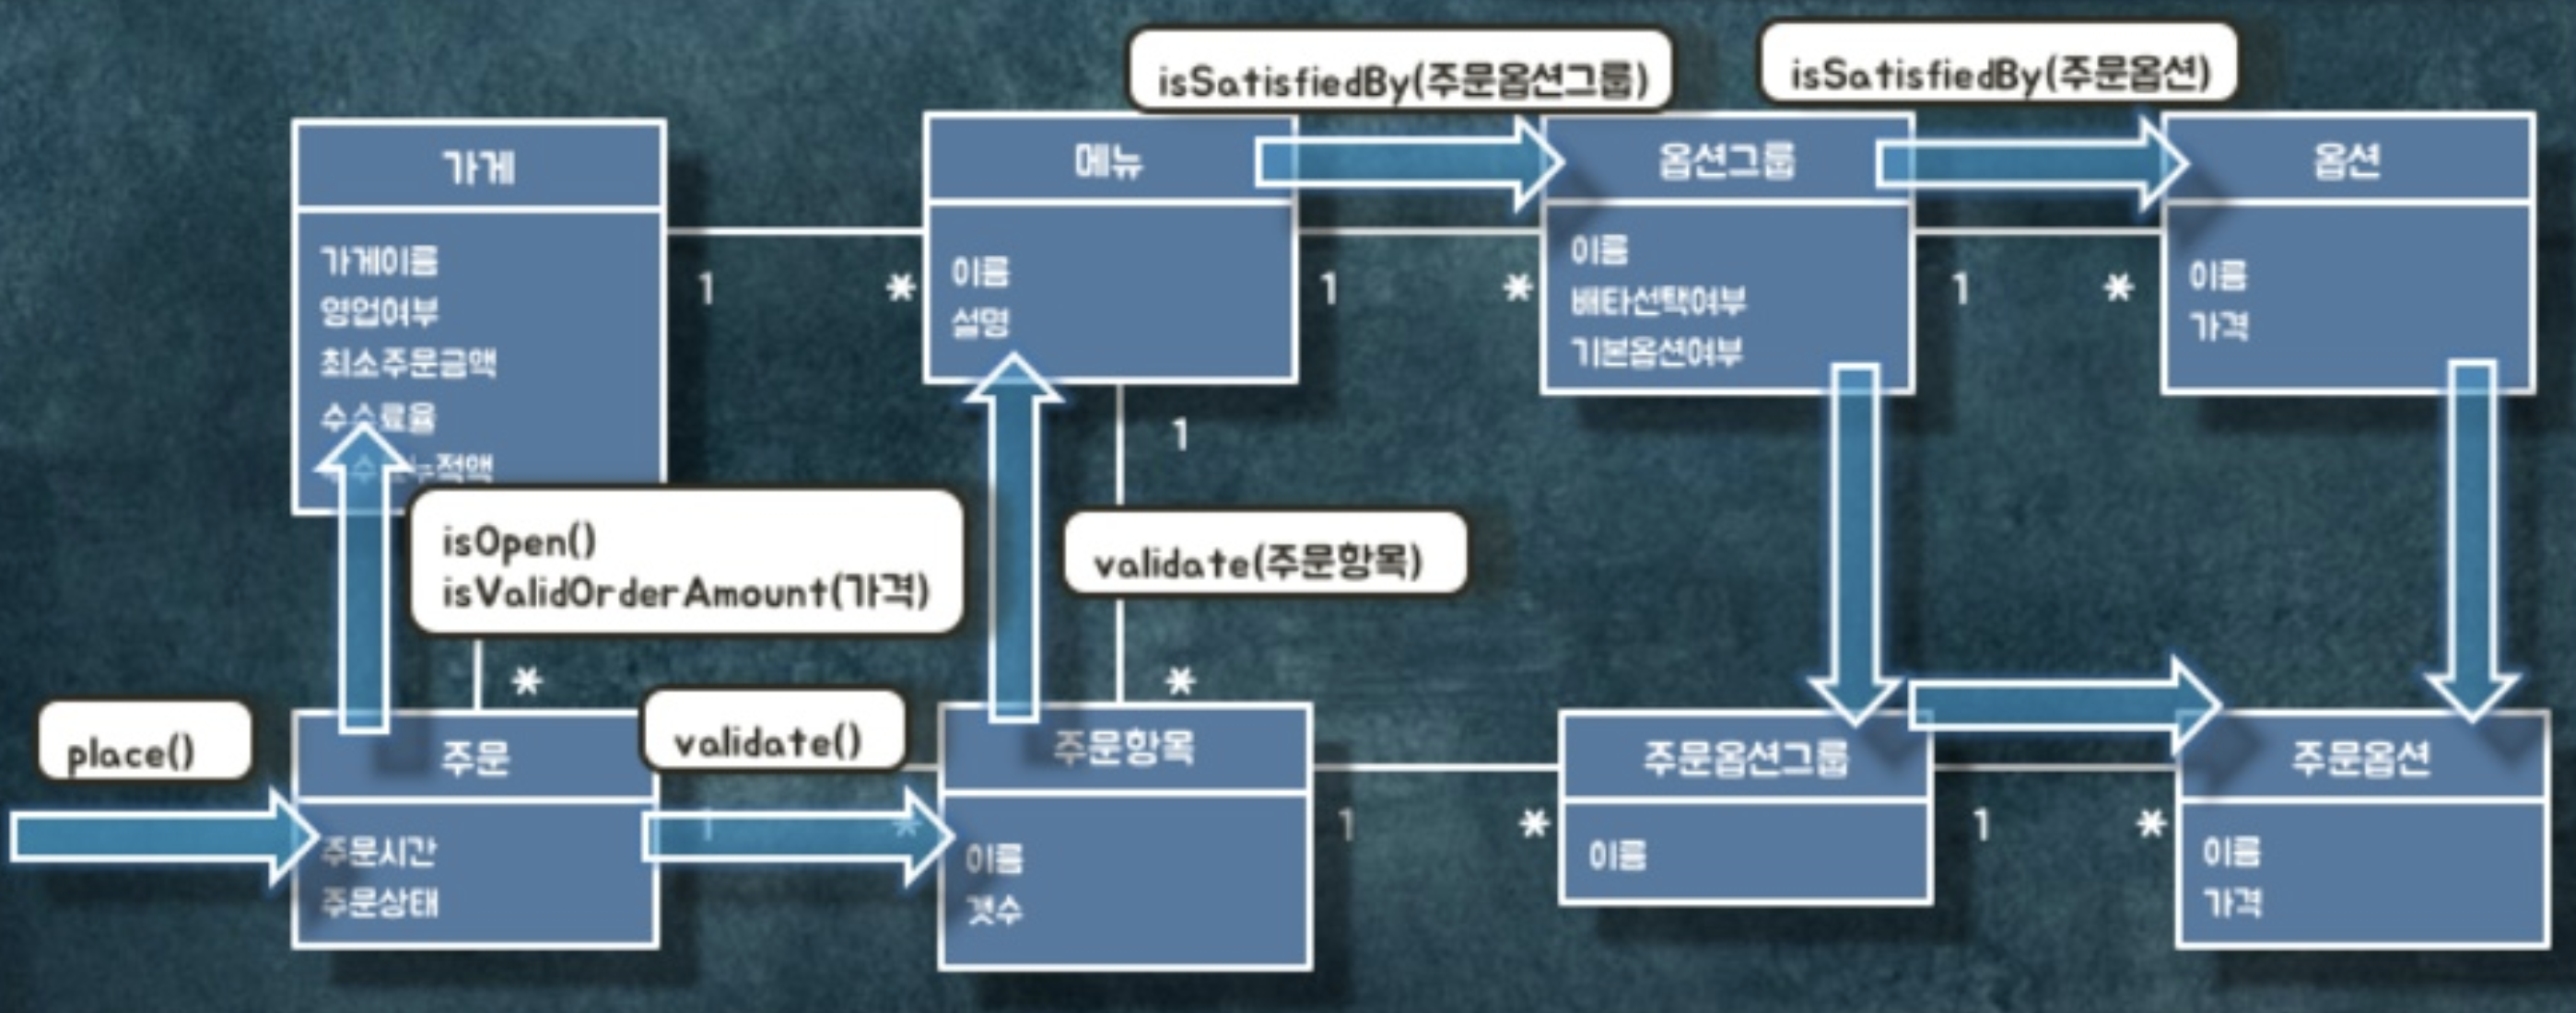 isSatisfiedBy(주문옵션그룹)
isSatisfiedBy(주문옵션)
가게
메뉴
옵션그룹
옵션
가게이름
영업여부
최소주문금액
수수료율
1
*
이름
설명
1
*
이름
배타선택여부
기본옵션여부
1
*
이름
가격
isOpen()
isValidOrderAmount(가격)
1
validate(주문항목)
*
*
place()
주문
validate()
주문항목
주문옵션그룹
주문옵션
주문시간
주문상태
1
*
이름
갯수
1
*
이름
1
*
이름
가격